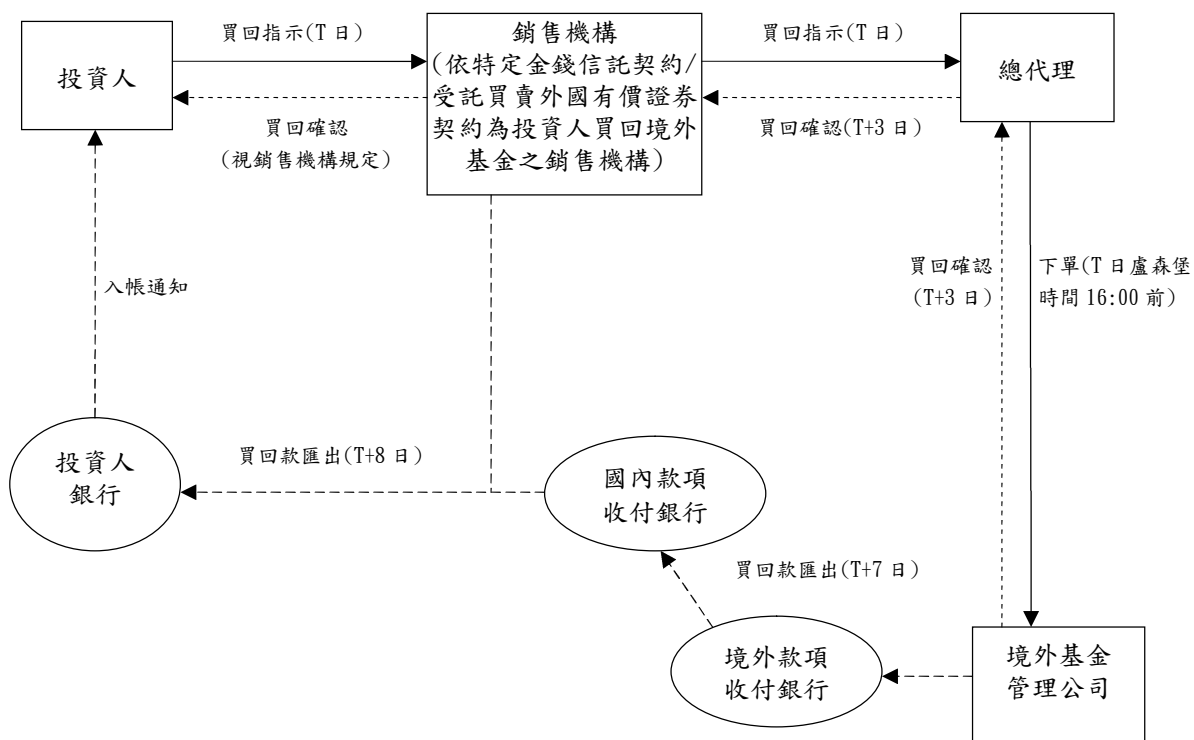 買回指示(T 日)
銷售機構
買回指示(T 日)
投資人
(依特定金錢信託契約/
受託買賣外國有價證券
契約為投資人買回境外
基金之銷售機構)
總代理
買回確認
(視銷售機構規定)
買回確認(T+3 日)
入帳通知
買回確認
(T+3 日)
下單(T 日盧森堡
時間 16:00 前)
投資人
銀行
買回款匯出(T+8 日)
國內款項
收付銀行
買回款匯出(T+7 日)
境外款項
收付銀行
境外基金
管理公司